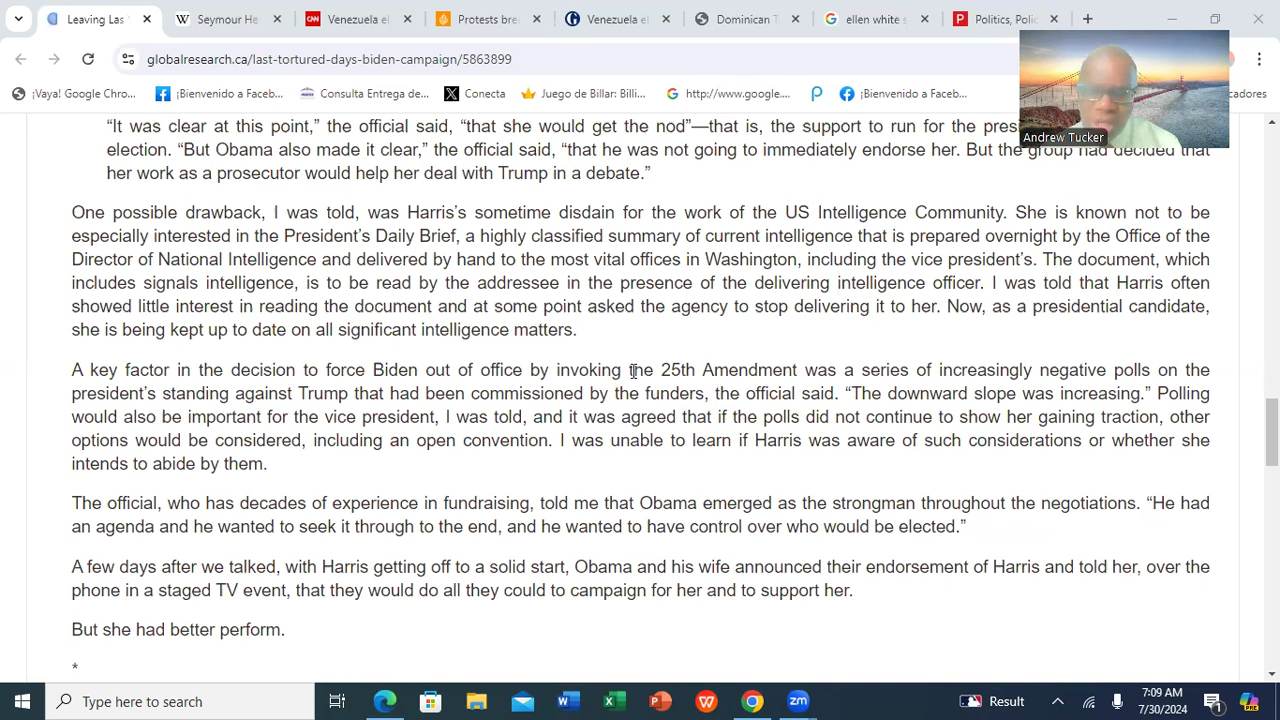 Leaving Las
Seymour He
Venezuela el
Protests bre
Venezuela el
Dominican T
ellen white s
Politics, Polic
globalresearch.ca/last-tortured-days-biden-campaign/5863899
¡Vaya! Google Chro...
¡Bienvenido a Faceb...
Consulta Entrega de...
Conecta
Juego de Billar: Billi...
http://www.google....
¡Bienvenido a Faceb...
arcadores
Andrew Tucker
“It was clear at this point,” the official said, “that she would get the nod”—that is, the support to run for the pres
election. “But Obama also made it clear,” the official said, “that he was not going to immediately endorse her. But the group had decided that
her work as a prosecutor would help her deal with Trump in a debate.”
One possible drawback, I was told, was Harris’s sometime disdain for the work of the US Intelligence Community. She is known not to be
especially interested in the President’s Daily Brief, a highly classified summary of current intelligence that is prepared overnight by the Office of the
Director of National Intelligence and delivered by hand to the most vital offices in Washington, including the vice president’s. The document, which
includes signals intelligence, is to be read by the addressee in the presence of the delivering intelligence officer. I was told that Harris often
showed little interest in reading the document and at some point asked the agency to stop delivering it to her. Now, as a presidential candidate,
she is being kept up to date on all significant intelligence matters.
A key factor in the decision to force Biden out of office by invoking the 25th Amendment was a series of increasingly negative polls on the
president’s standing against Trump that had been commissioned by the funders, the official said. “The downward slope was increasing.” Polling
would also be important for the vice president, I was told, and it was agreed that if the polls did not continue to show her gaining traction, other
options would be considered, including an open convention. I was unable to learn if Harris was aware of such considerations or whether she
intends to abide by them.
The official, who has decades of experience in fundraising, told me that Obama emerged as the strongman throughout the negotiations. “He had
an agenda and he wanted to seek it through to the end, and he wanted to have control over who would be elected.”
A few days after we talked, with Harris getting off to a solid start, Obama and his wife announced their endorsement of Harris and told her, over the
phone in a staged TV event, that they would do all they could to campaign for her and to support her.
But she had better perform.
*
Type here to search
Result
7:09 AM
7/30/2024